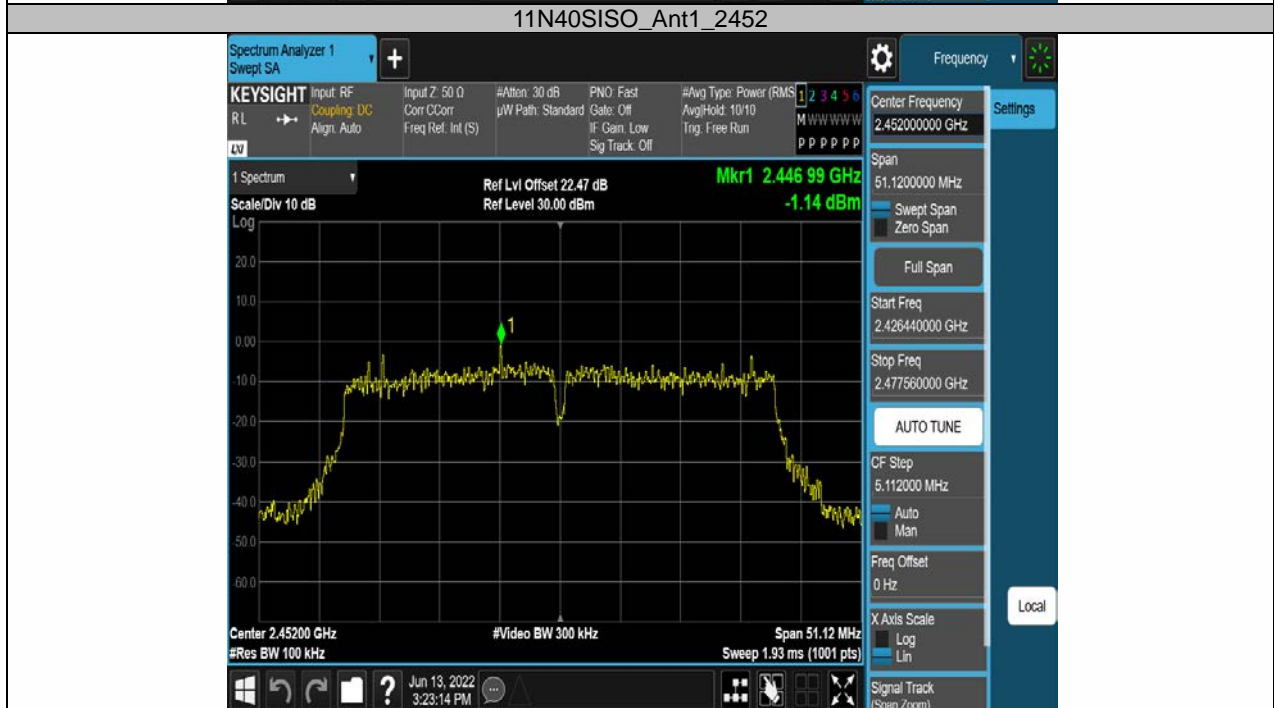 11N40SISO_Ant1_2452
Spectrum Analyzer 1
Swept SA
+
Frequency
KEYSIGHT
RL
LV
Input: RF
Coupling: DC
Align: Auto
Input Z: 50 Ω
Corr CCorr
Freq Ref: Int (S)
#Atten: 30 dB
µW Path: Standard
PNO: Fast
Gate: Off
IF Gain: Low
Sig Track: Off
#Avg Type: Power (RMS
Avg|Hold: 10/10
Trig: Free Run
1 2 3 4 5 6
M W W W W W
P P P P P P
1 Spectrum
Scale/Div 10 dB
Log
Ref Lvl Offset 22.47 dB
Ref Level 30.00 dBm
Mkr1 2.446 99 GHz
-1.14 dBm
20.0
10.0
0.00
-10.0
-20.0
-30.0
-40.0
-50.0
-60.0
1
Center 2.45200 GHz
#Res BW 100 kHz
#Video BW 300 kHz
Span 51.12 MHz
Sweep 1.93 ms (1001 pts)
Jun 13, 2022
3:23:14 PM
?
Center Frequency
2.452000000 GHz
Settings
Span
51.1200000 MHz
Swept Span
Zero Span
Full Span
Start Freq
2.426440000 GHz
Stop Freq
2.477560000 GHz
AUTO TUNE
CF Step
5.112000 MHz
Auto
Man
Freq Offset
0 Hz
X Axis Scale
Log
Lin
Local
Signal Track
(Span Zoom)